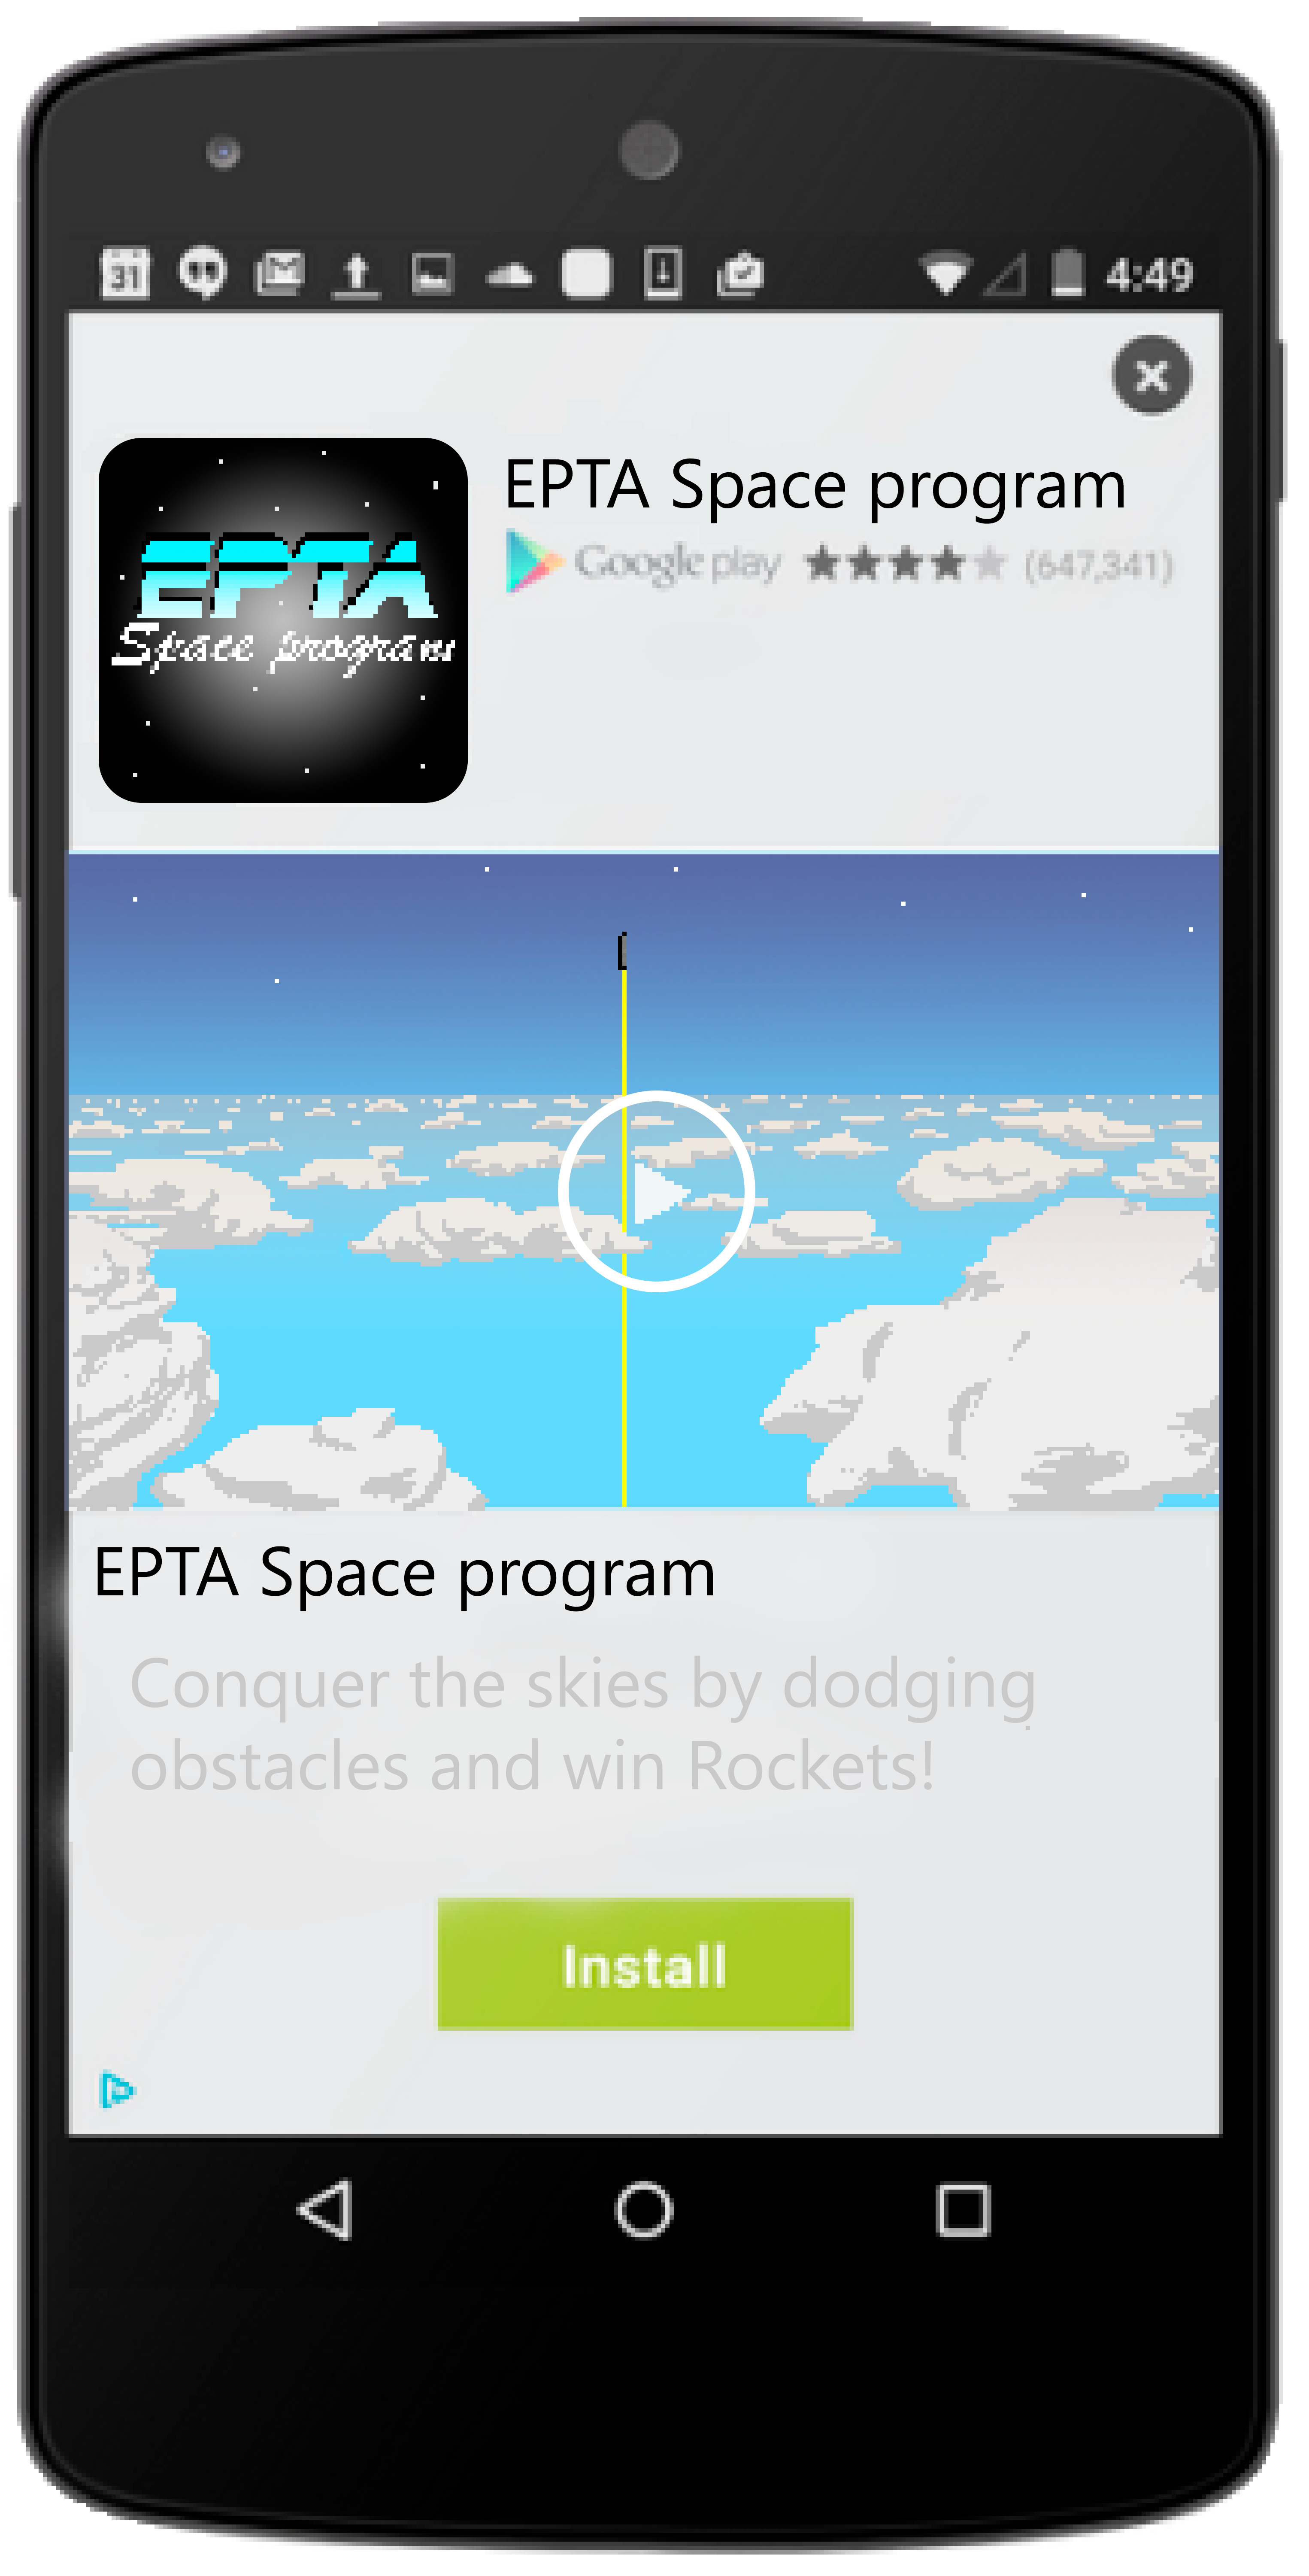 31
4:49
EPTA Space program
Google play (647,341)
EPTA
Space program
EPTA Space program
Conquer the skies by dodging
obstacles and win Rockets!
Install